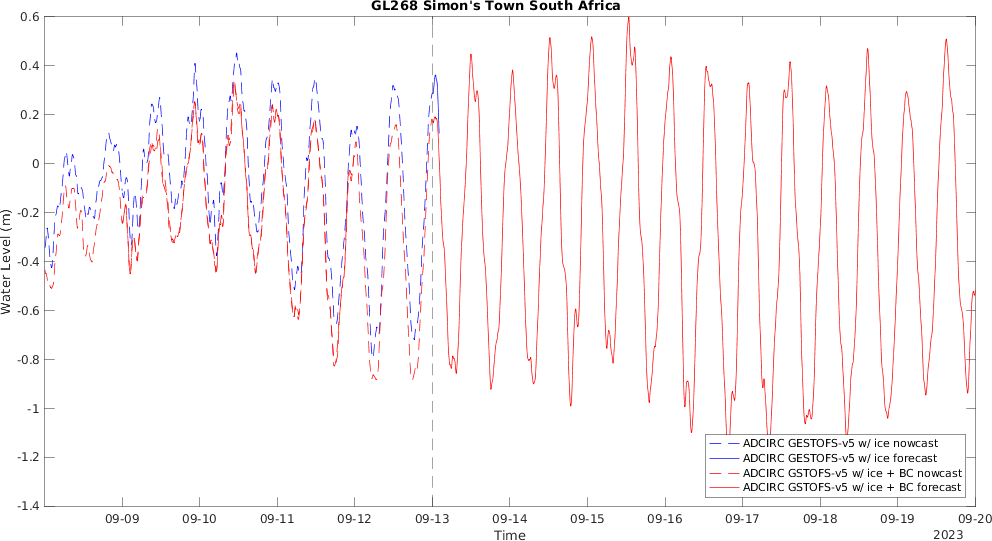 GL268 Simon's Town South Africa
0.6
0.4
0.2
0
-0.2
-0.4
-0.6
-0.8
-1
-1.2
-1.4
Water Level (m)
ADCIRC GESTOFS-v5 w/ ice nowcast
ADCIRC GESTOFS-v5 w/ ice forecast
ADCIRC GSTOFS-v5 w/ ice + BC nowcast
ADCIRC GSTOFS-v5 w/ ice + BC forecast
09-09 09-10 09-11 09-12 09-13 09-14 09-15 09-16 09-17 09-18 09-19 09-20
Time
2023